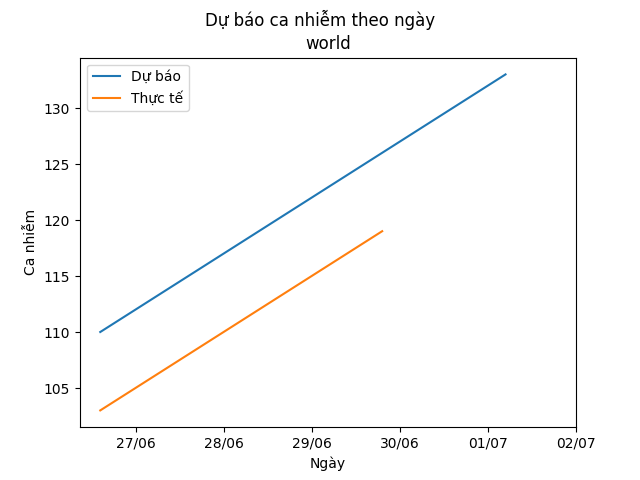 Dự báo ca nhiễm theo ngày
world
Dự báo
Thực tế
130
125
120
115
110
105
Ca nhiễm
27/06 28/06 29/06 30/06 01/07 02/07
Ngày